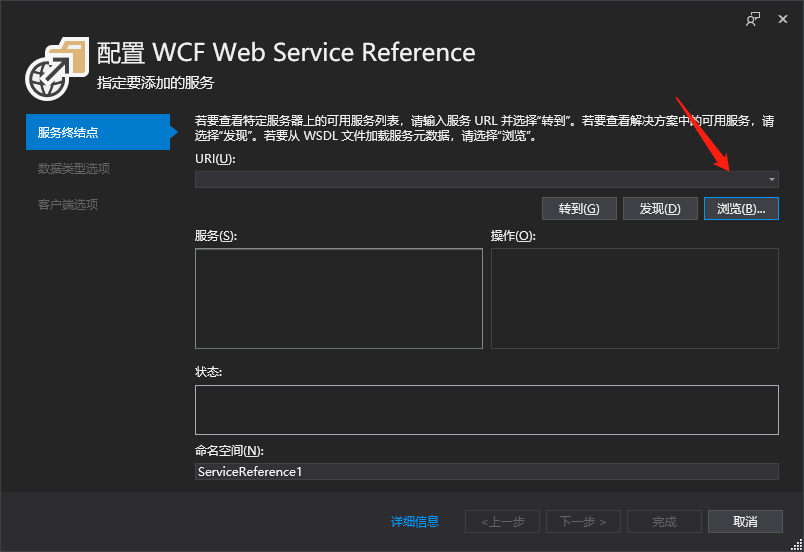 配置 WCF Web Service Reference
指定要添加的服务
服务终结点
数据类型选项
客户端选项
若要查看特定服务器上的可用服务列表，请输入服务 URL 并选择"转到"。若要查看解决方案中的可用服务，请
选择"发现"。若要从 WSDL 文件加载服务元数据，请选择"浏览"。
URI(U):
转到(G)
发现(D)
浏览(B)...
服务(S):
操作(O):
状态:
命名空间(N):
ServiceReference1
详细信息
<上一步
下一步 >
完成
取消